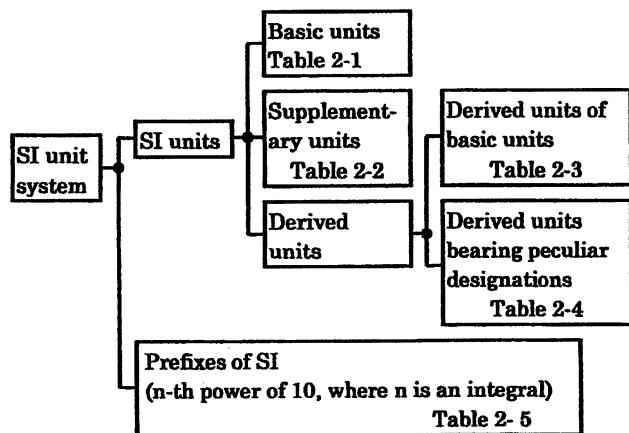 SI unit
system
SI units
Basic units
Table 2-1
Supplement-
ary units
Table 2-2
Derived
units
Derived units of
basic units
Table 2-3
Derived units
bearing peculiar
designations
Table 2-4
Prefixes of SI
(n-th power of 10, where n is an integral)
Table 2- 5